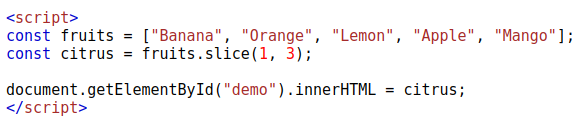 <script>
const fruits = ["Banana", "Orange", "Lemon", "Apple", "Mango"];
const citrus = fruits.slice(1, 3);

document.getElementById("demo").innerHTML = citrus;
</script>